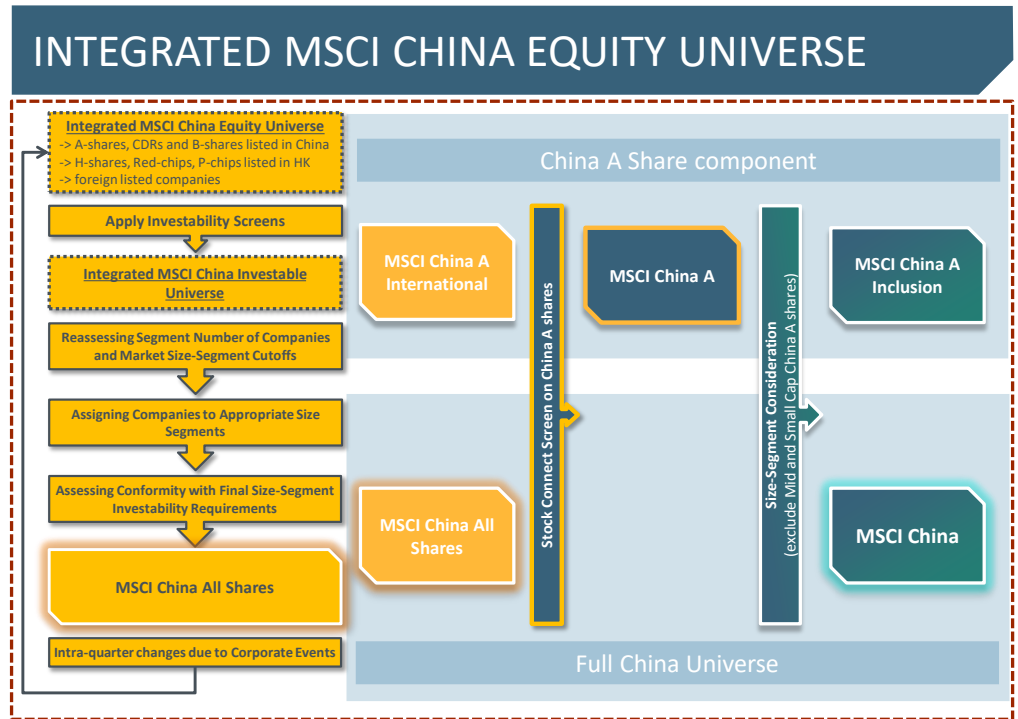 INTEGRATED MSCI CHINA EQUITY UNIVERSE
Integrated MSCI China Equity Universe
-> A-shares, CDRs and B-shares listed in China
-> H-shares, Red-chips, P-chips listed in HK
-> foreign listed companies
Apply Investability Screens
Integrated MSCI China Investable
Universe
Reassessing Segment Number of Companies
and Market Size-Segment Cutoffs
Assigning Companies to Appropriate Size
Segments
Assessing Conformity with Final Size-Segment
Investability Requirements
MSCI China All Shares
Intra-quarter changes due to Corporate Events
China A Share component
MSCI China A
International
MSCI China All
Shares
Stock Connect Screen on China A shares
MSCI China A
Size-Segment Consideration
(exclude Mid and Small Cap China A shares)
MSCI China A
Inclusion
MSCI China
Full China Universe